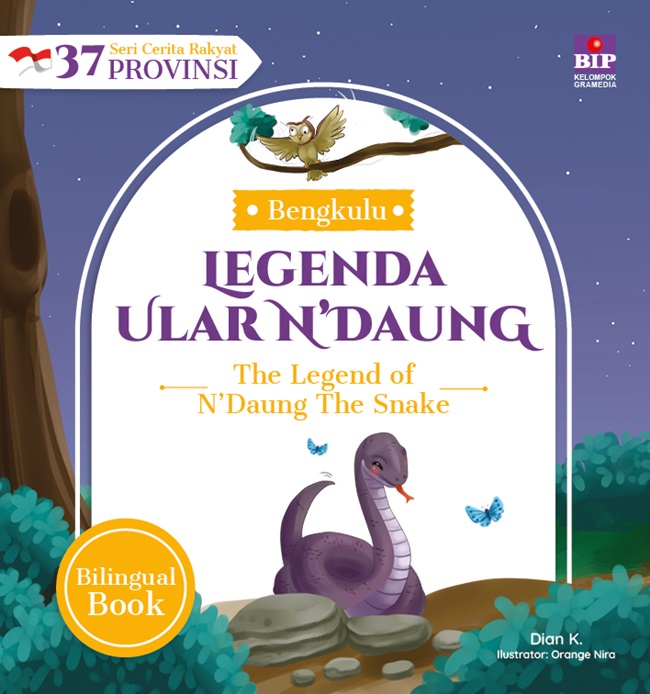 37 Seri Cerita Rakyat
PROVINSI
BIP
KELOMPOK
GRAMEDIA
Bengkulu
LEGENDA
ULAR N'DAUNG
The Legend of
N'Daung The Snake
Bilingual
Book
Dian K.
Ilustrator: Orange Nira